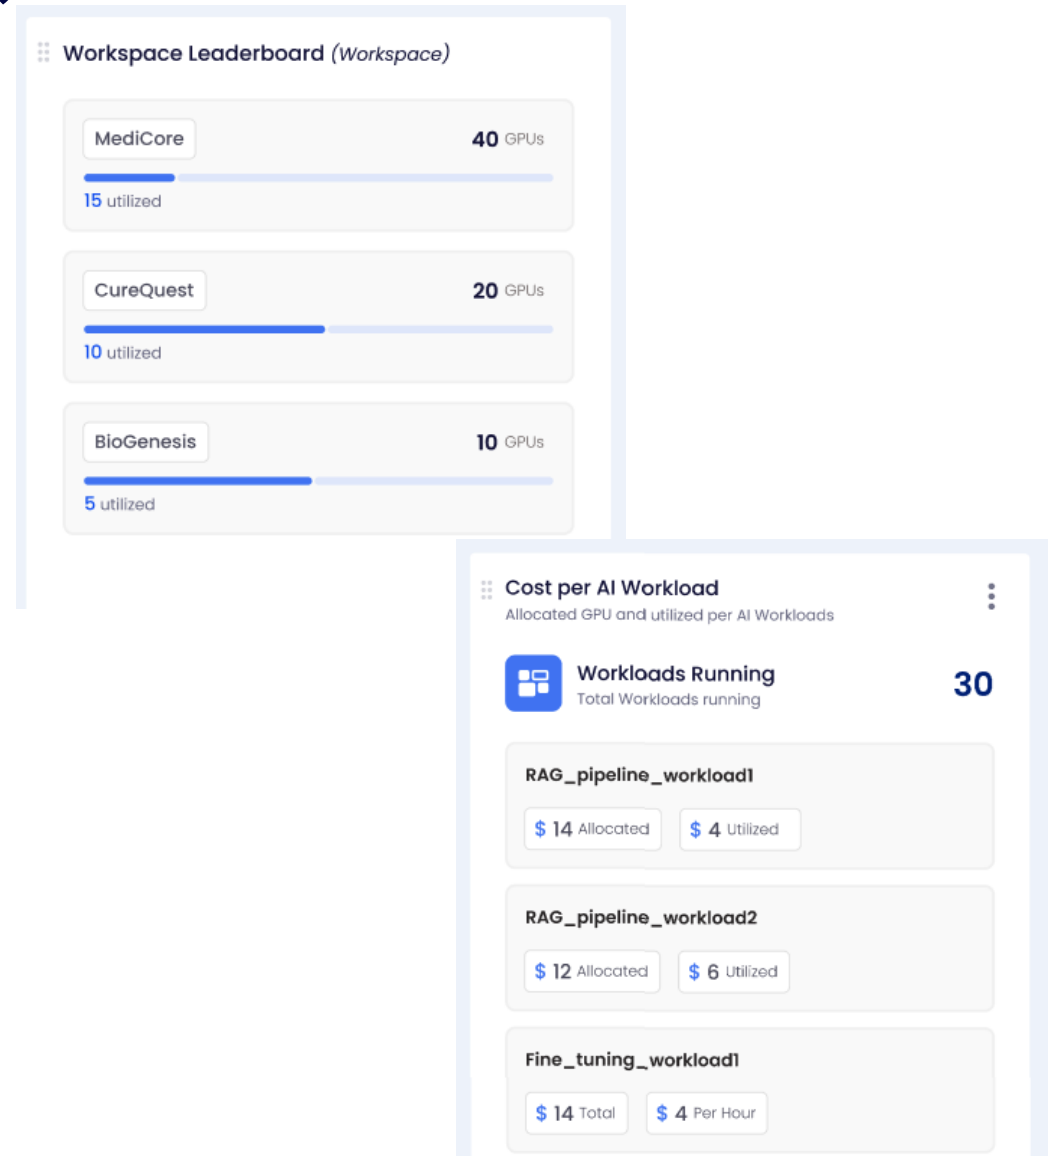 Workspace Leaderboard (Workspace)
MediCore
40 GPUs
15 utilized
CureQuest
20 GPUs
10 utilized
BioGenesis
10 GPUs
5 utilized
Cost per AI Workload
Allocated GPU and utilized per AI Workloads
Workloads Running
Total Workloads running
30
RAG_pipeline_workload1
$ 14 Allocated
$ 4 Utilized
RAG_pipeline_workload2
$ 12 Allocated
$ 6 Utilized
Fine_tuning_workload1
$ 14 Total
$ 4 Per Hour